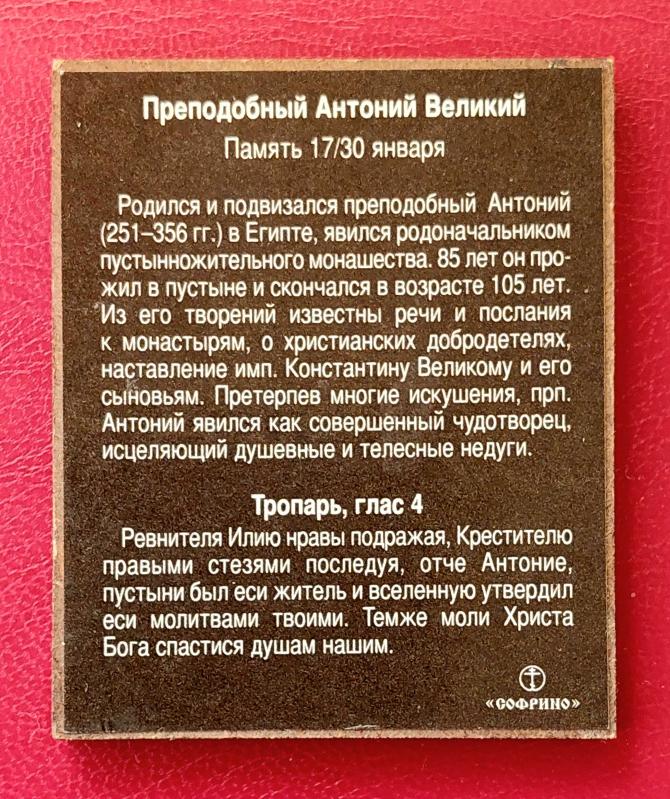 Преподобный Антоний Великий
Память 17/30 января
Родился и подвизался преподобный Антоний
(251–356 гг.) в Египте, явился родоначальником
пустынножительного монашества. 85 лет он про-
жил в пустыне и скончался в возрасте 105 лет.
Из его творений известны речи и послания
к монастырям, о христианских добродетелях,
наставление имп. Константину Великому и его
сыновьям. Претерпев многие искушения, прп.
Антоний явился как совершенный чудотворец,
исцеляющий душевные и телесные недуги.
Тропарь, глас 4
Ревнителя Илию нравы подражая, Крестителю
правыми стезями последуя, отче Антоние,
пустыни был еси житель и вселенную утвердил
еси молитвами твоими. Темже моли Христа
Бога спастися душам нашим.
«СОФРИНО»